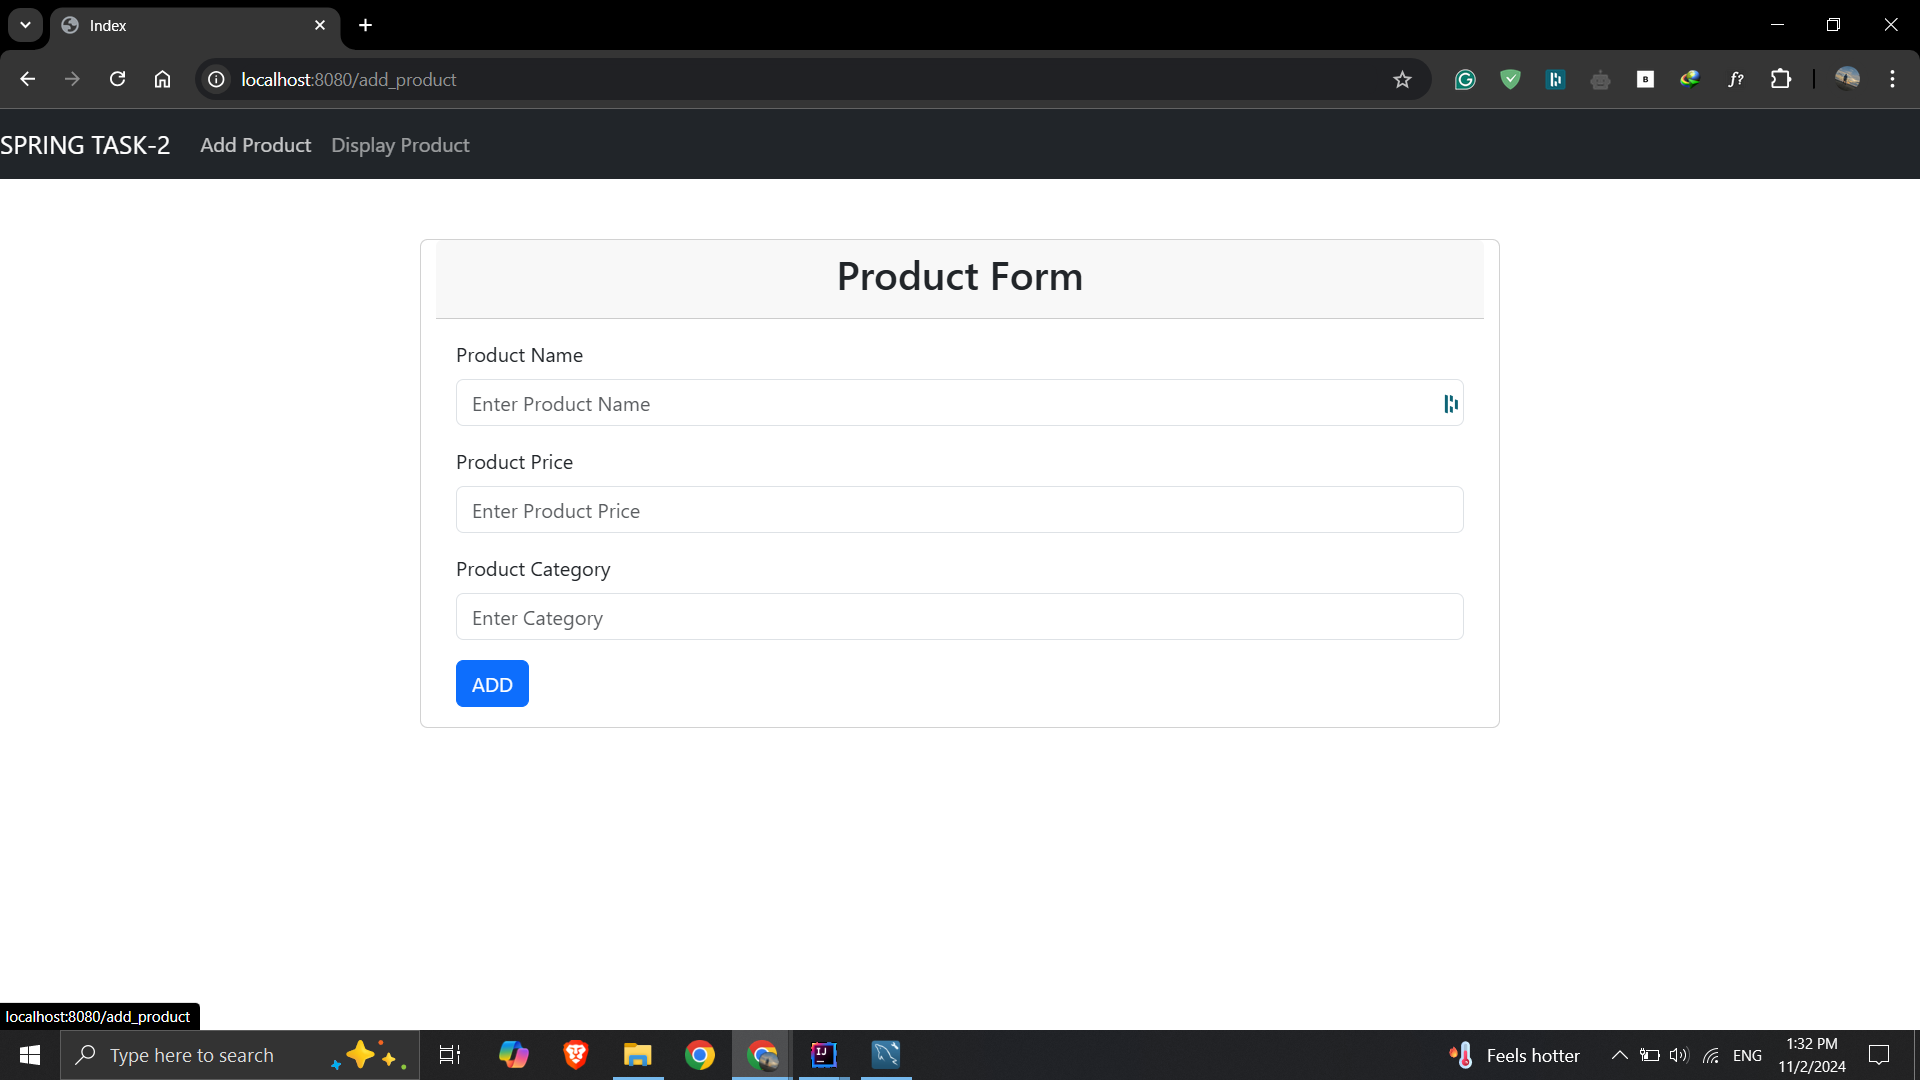 Index
localhost:8080/add_product
SPRING TASK-2 Add Product Display Product
Product Form
Product Name
Enter Product Name
Product Price
Enter Product Price
Product Category
Enter Category
ADD
localhost:8080/add_product
Type here to search
Feels hotter
ENG
1:32 PM
11/2/2024